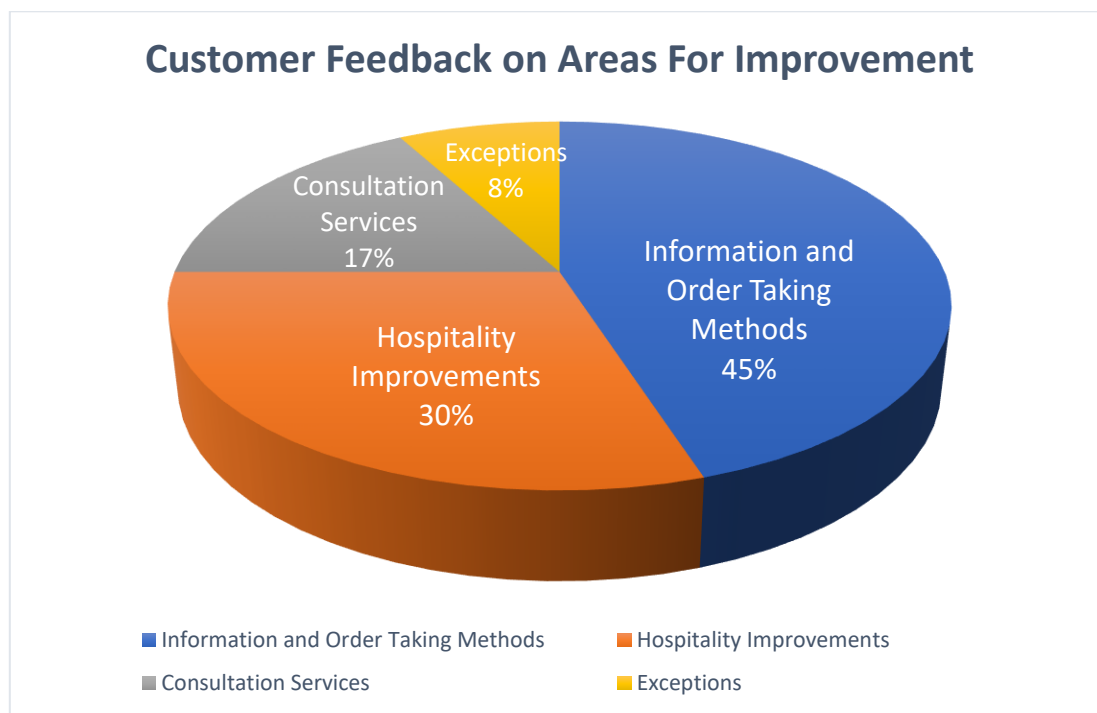 Customer Feedback on Areas For Improvement
Exceptions
8%
Consultation
Services
17%
Information and
Order Taking
Methods
45%
Hospitality
Improvements
30%
Information and Order Taking Methods
Hospitality Improvements
Consultation Services
Exceptions